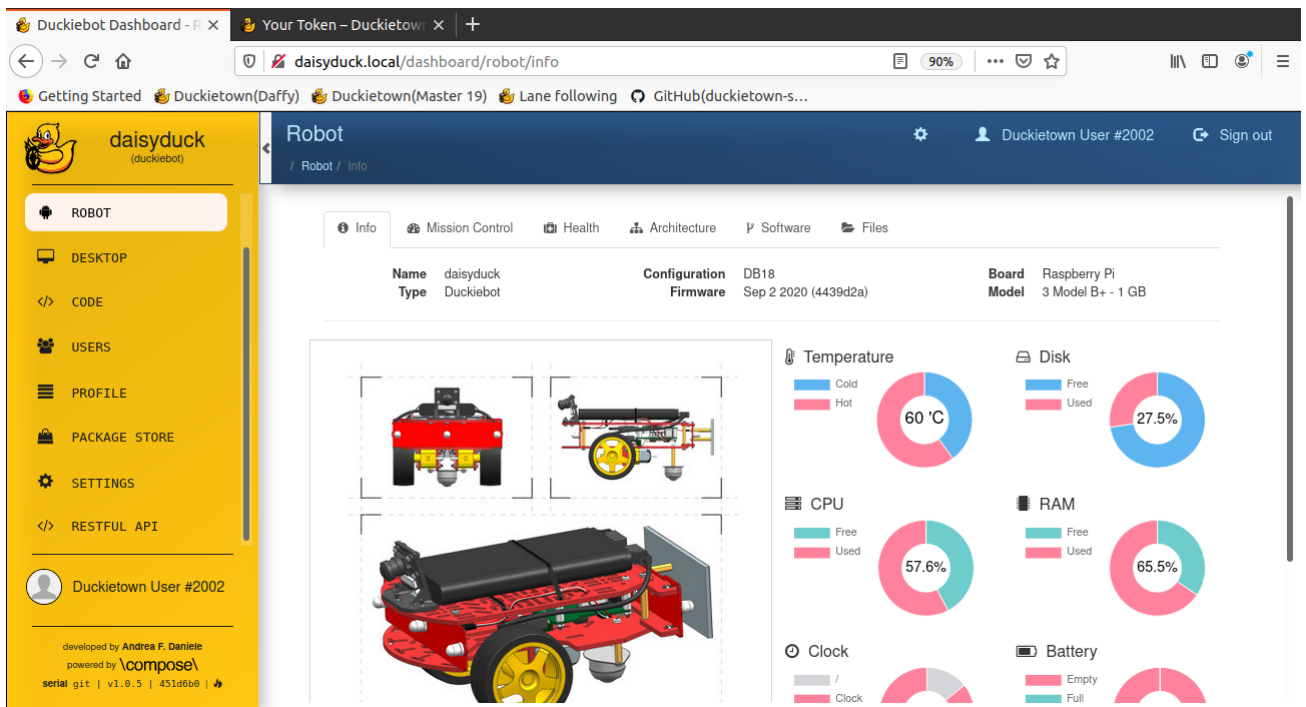 Duckiebot Dashboard - R
Your Token – Duckietow
daisyduck.local/dashboard/robot/info
90%
Getting Started
Duckietown(Daffy)
Duckietown(Master 19)
Lane following
GitHub(duckietown-s...
daisyduck
(duckiebot)
ROBOT
DESKTOP
CODE
USERS
PROFILE
PACKAGE STORE
SETTINGS
RESTFUL API
Duckietown User #2002
developed by Andrea F. Daniele
powered by \compose\
serial git | v1.0.5 | 451d6b0 |
Robot
/ Robot / Info
Duckietown User #2002
Sign out
Info
Mission Control
Health
Architecture
Software
Files
Name daisyduck
Type Duckiebot
Configuration DB18
Firmware Sep 2 2020 (4439d2a)
Board Raspberry Pi
Model 3 Model B+ - 1 GB
Temperature
Cold
Hot
60 'C
Disk
Free
Used
27.5%
CPU
Free
Used
57.6%
RAM
Free
Used
65.5%
Clock
/
Clock
Battery
Empty
Full